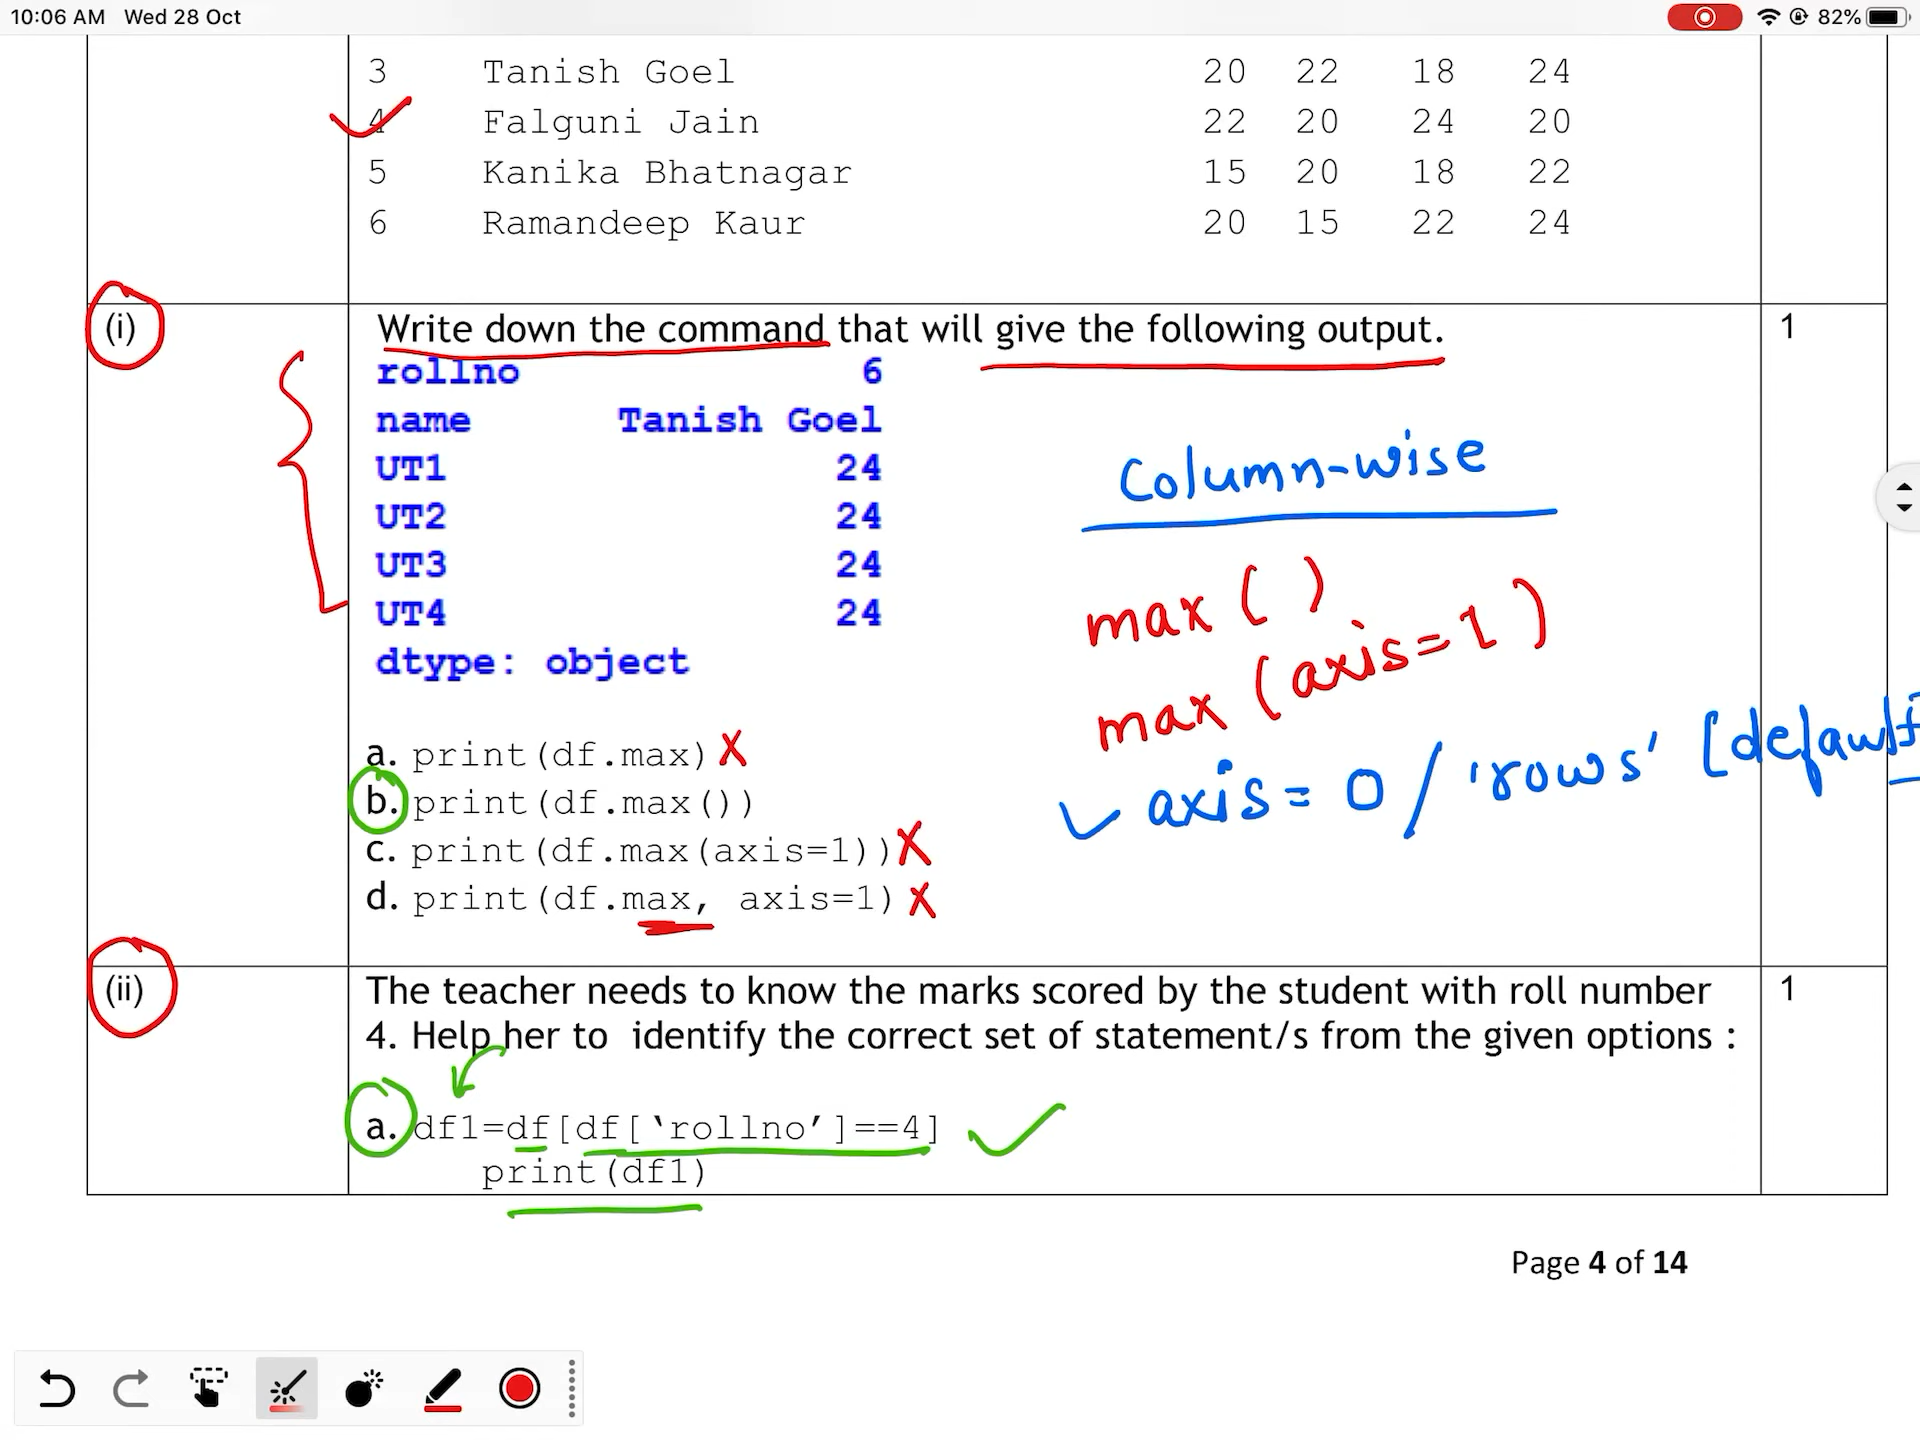 10:06 AM Wed 28 Oct 82%
3 Tanish Goel 20 22 18 24
4 Falguni Jain 22 20 24 20
5 Kanika Bhatnagar 15 20 18 22
6 Ramandeep Kaur 20 15 22 24
(i) Write down the command that will give the following output. 1
rollno 6
name Tanish Goel
UT1 24
UT2 24
UT3 24
UT4 24
dtype: object
Column-wise
max ( )
max (axis=1)
axis= 0 / 'rows' [default
a. print(df.max) X
b. print(df.max())
c. print(df.max(axis=1)) X
d. print(df.max, axis=1) X
(ii) The teacher needs to know the marks scored by the student with roll number 1
4. Help her to identify the correct set of statement/s from the given options :
a. df1=df[df[‘rollno’]==4]
print(df1)
Page 4 of 14